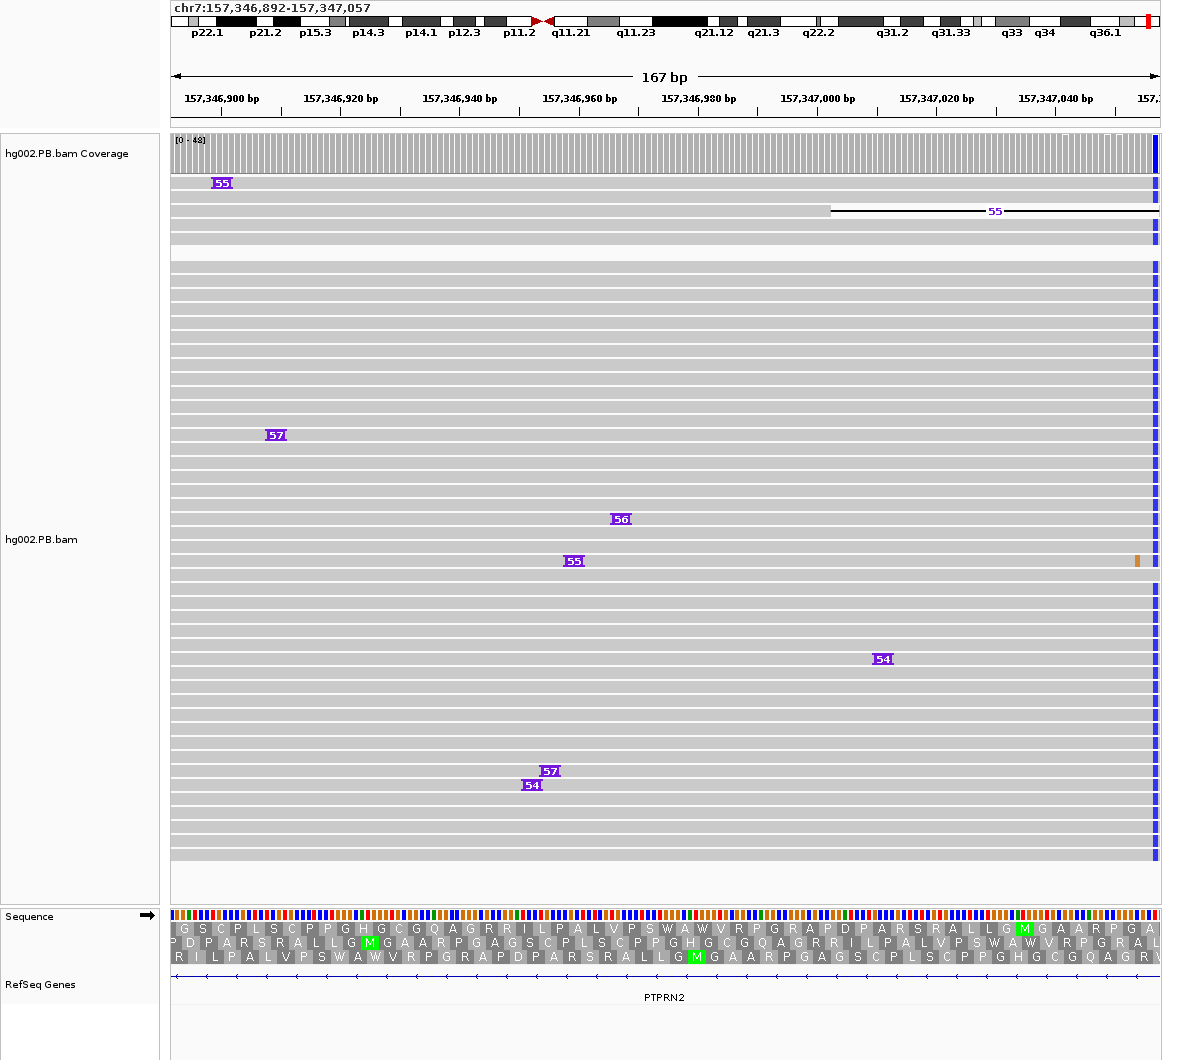 chr7:157,346,892-157,347,057
p22.1 p21.2 p15.3 p14.3 p14.1 p12.3 p11.2 q11.21 q11.23 q21.12 q21.3 q22.2 q31.2 q31.33 q33 q34 q36.1
167 bp
157,346,900 bp 157,346,920 bp 157,346,940 bp 157,346,960 bp 157,346,980 bp 157,347,000 bp 157,347,020 bp 157,347,040 bp 157,
[0 - 48]
hg002.PB.bam Coverage
55
55
57
56
hg002.PB.bam
55
54
57
54
Sequence
G S C P L S C P P G H G C G Q A G R R I L P A L V P S W A W V R P G R A P D P A R S R A L L G M G A A R P G A
P D P A R S R A L L G M G A A R P G A G S C P L S C P P G H G C G Q A G R R I L P A L V P S W A W V R P G R A L
R I L P A L V P S W A W V R P G R A P D P A R S R A L L G M G A A R P G A G S C P L S C P P G H G C G Q A G R
RefSeq Genes
PTPRN2